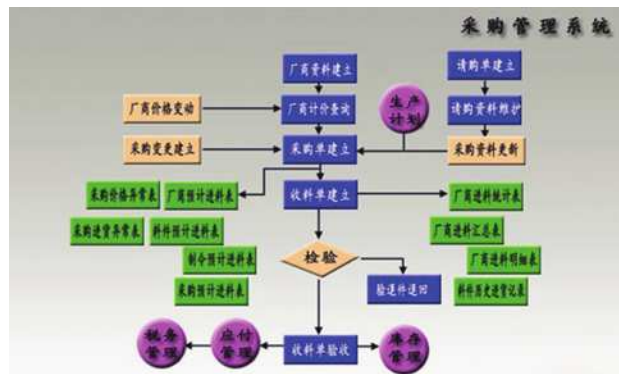 采购管理系统
厂商资料建立
请购单建立
厂商价格变动
厂商计价查询
生产
计划
请购资料维护
采购变更建立
采购单建立
采购资料更新
采购价格异常表
厂商预计进料表
收料单建立
厂商进料统计表
采购进货异常表
料件预计进料表
厂商进料汇总表
制令预计进料表
检验
厂商进料明细表
采购预计进料表
验退件退回
料件历史进货记录
税务
管理
应付
管理
收料单验收
库存
管理